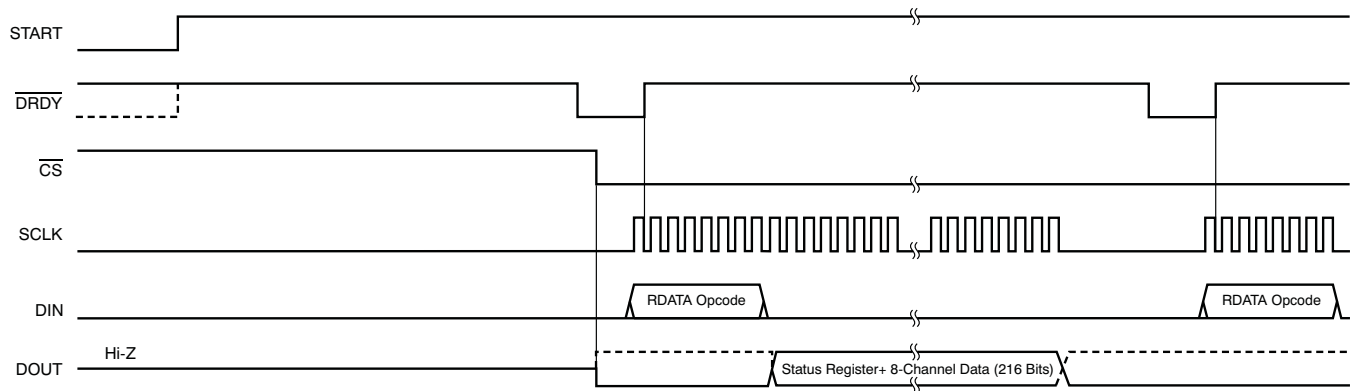 START
DRDY
CS
SCLK
DIN
RDATA Opcode
RDATA Opcode
Hi-Z
DOUT
Status Register+ 8-Channel Data (216 Bits)